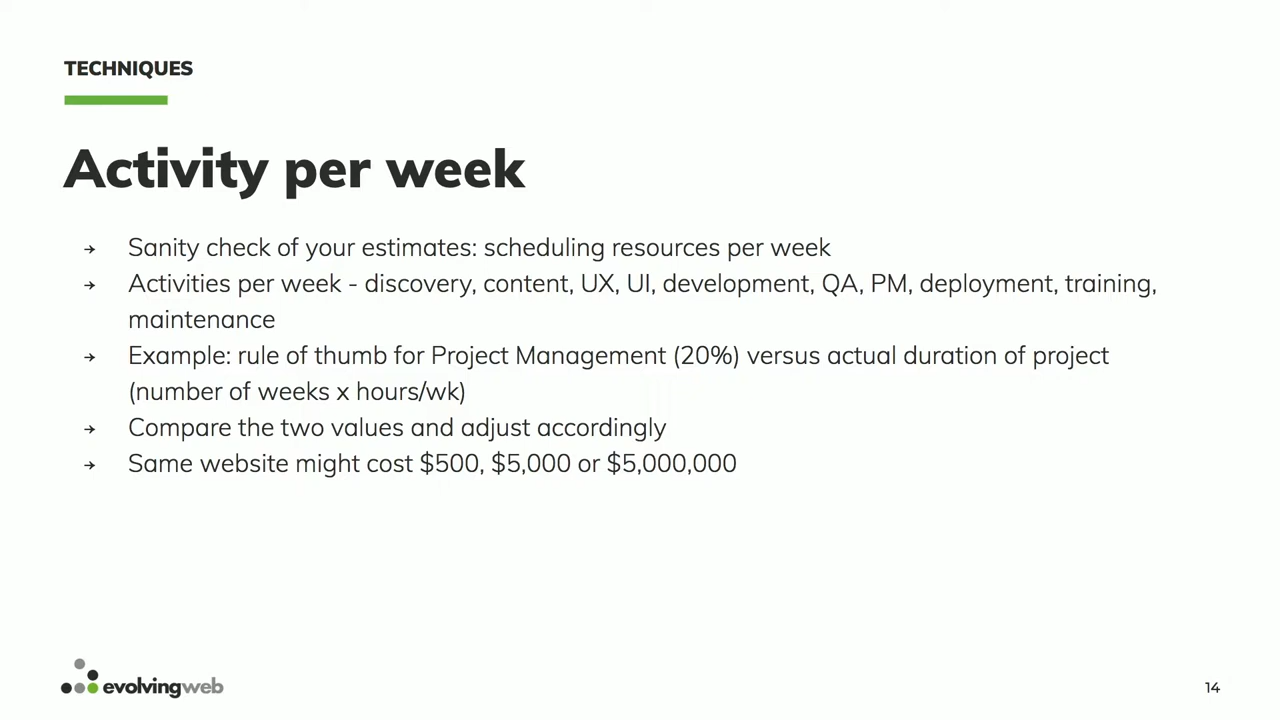 TECHNIQUES
Activity per week
→ Sanity check of your estimates: scheduling resources per week
→ Activities per week - discovery, content, UX, UI, development, QA, PM, deployment, training,
maintenance
→ Example: rule of thumb for Project Management (20%) versus actual duration of project
(number of weeks x hours/wk)
→ Compare the two values and adjust accordingly
→ Same website might cost $500, $5,000 or $5,000,000
evolvingweb
14